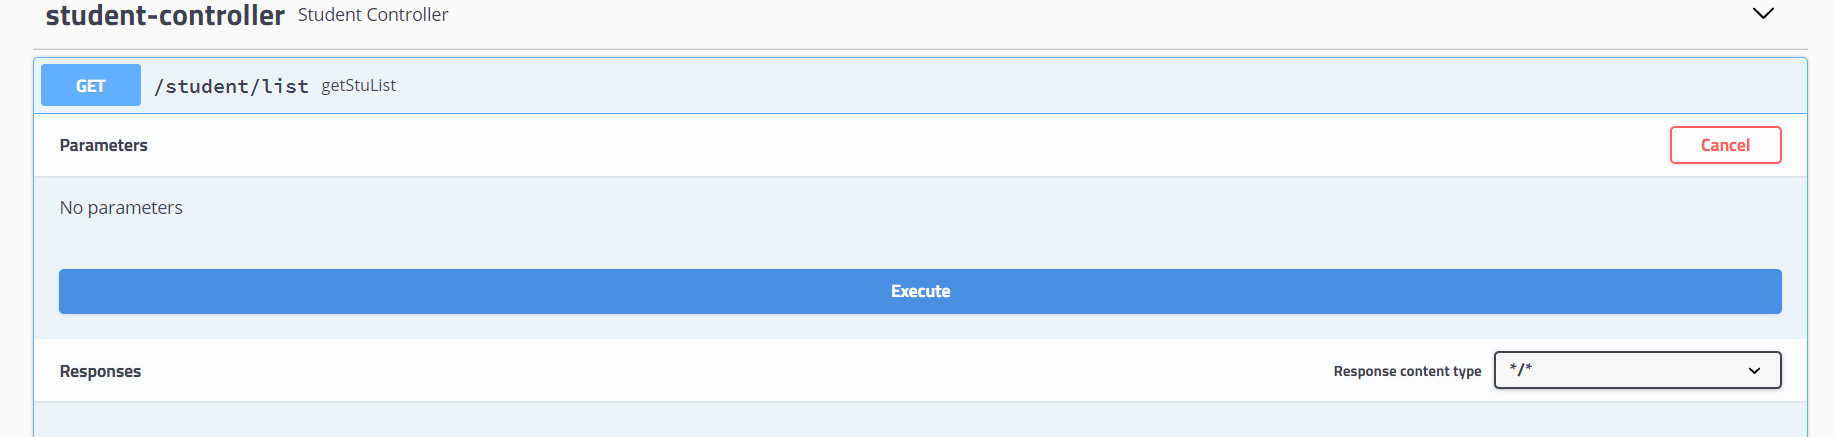 student-controller Student Controller
GET /student/list getStuList
Parameters Cancel
No parameters
Execute
Responses Response content type */*